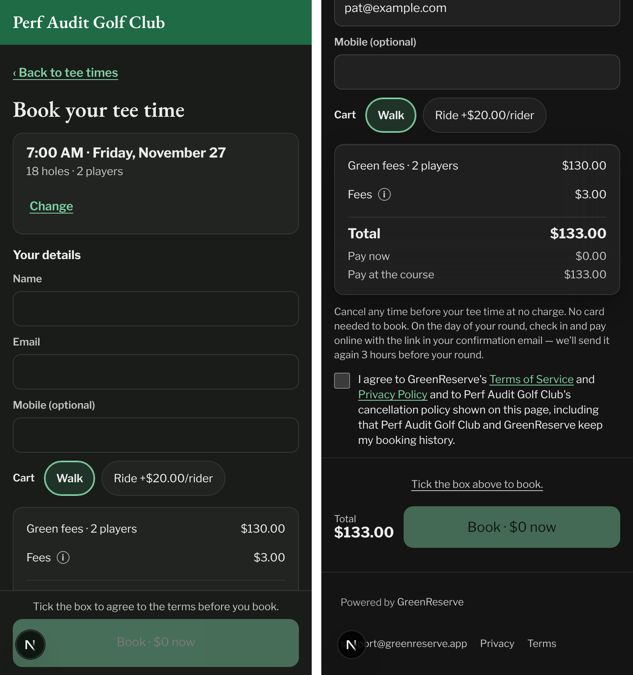 Perf Audit Golf Club
‹ Back to tee times
Book your tee time
7:00 AM · Friday, November 27
18 holes · 2 players
Change
Your details
Name
Email
Mobile (optional)
Cart Walk Ride +$20.00/rider
Green fees · 2 players $130.00
Fees i $3.00
Tick the box to agree to the terms before you book.
N Book · $0 now
pat@example.com
Mobile (optional)
Cart Walk Ride +$20.00/rider
Green fees · 2 players $130.00
Fees i $3.00
Total $133.00
Pay now $0.00
Pay at the course $133.00
Cancel any time before your tee time at no charge. No card
needed to book. On the day of your round, check in and pay
online with the link in your confirmation email — we'll send it
again 3 hours before your round.
I agree to GreenReserve's Terms of Service and
Privacy Policy and to Perf Audit Golf Club's
cancellation policy shown on this page, including
that Perf Audit Golf Club and GreenReserve keep
my booking history.
Tick the box above to book.
Total
$133.00
Book · $0 now
Powered by GreenReserve
N ort@greenreserve.app Privacy Terms